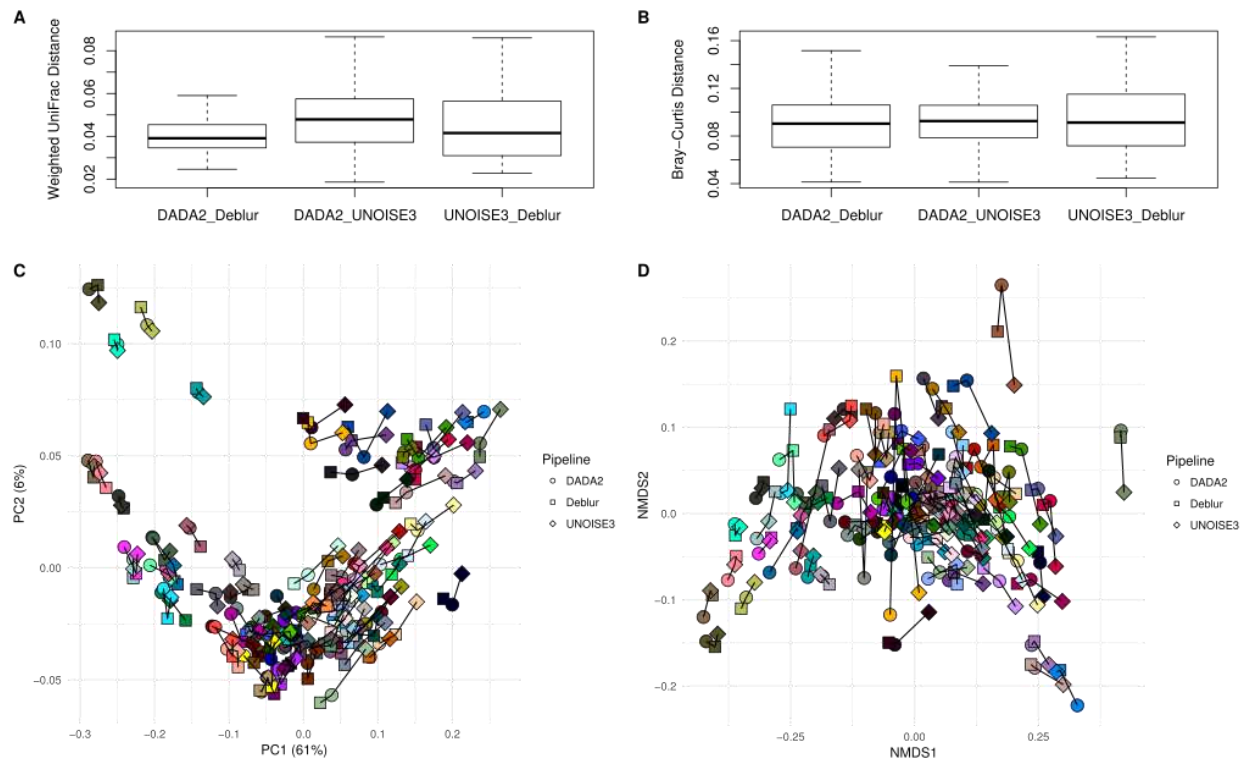 A
Weighted UniFrac Distance
0.08
0.06
0.04
0.02
DADA2_Deblur
DADA2_UNOISE3
UNOISE3_Deblur
B
Bray-Curtis Distance
0.16
0.12
0.08
0.04
DADA2_Deblur
DADA2_UNOISE3
UNOISE3_Deblur
C
PC2 (6%)
0.10
0.05
0.00
-0.05
-0.3
-0.2
-0.1
0.0
0.1
0.2
PC1 (61%)
Pipeline
DADA2
Deblur
UNOISE3
D
NMDS2
0.2
0.1
0.0
-0.1
-0.2
-0.25
0.00
0.25
NMDS1
Pipeline
DADA2
Deblur
UNOISE3